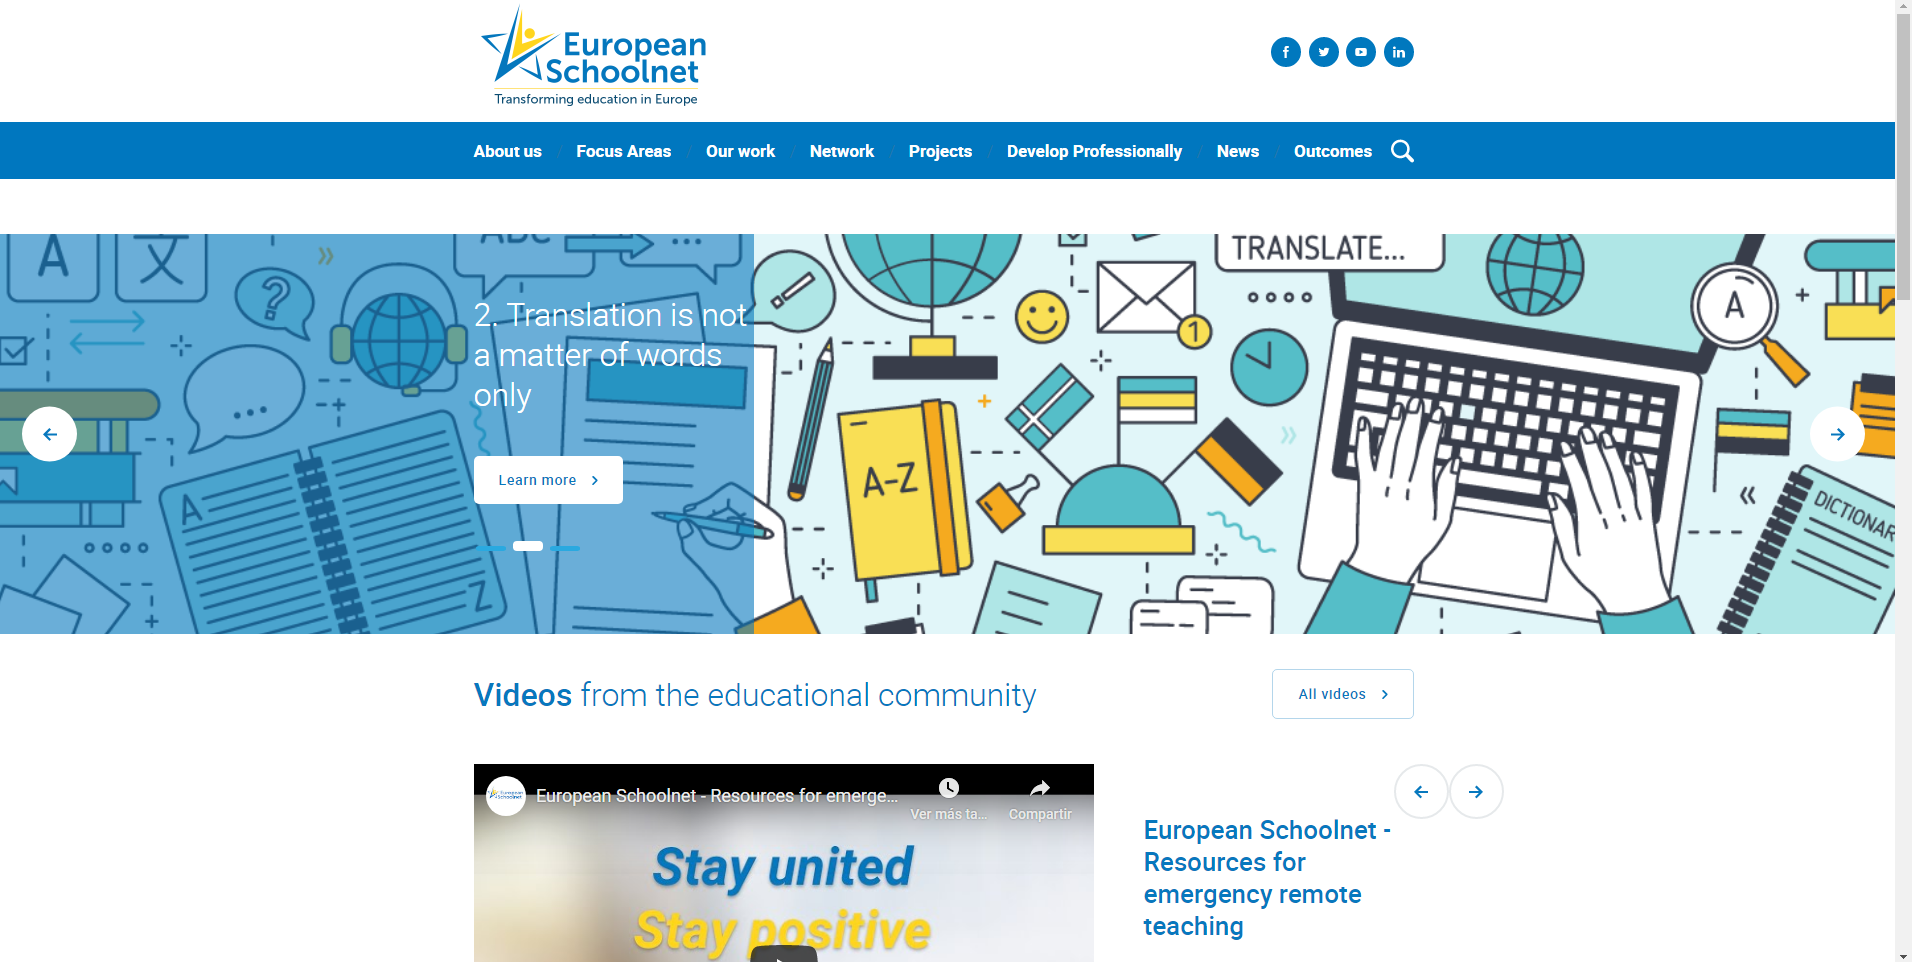 European
Schoolnet
Transforming education in Europe
About us / Focus Areas / Our work / Network / Projects / Develop Professionally / News / Outcomes
A
文
ABC
?
2. Translation is not
a matter of words
only
Learn more
A
Z
A-Z
1
TRANSLATE...
A
DICTIONAR
Videos from the educational community
All videos
European Schoolnet - Resources for emerge...
Ver más ta...
Compartir
Stay united
Stay positive
European Schoolnet -
Resources for
emergency remote
teaching